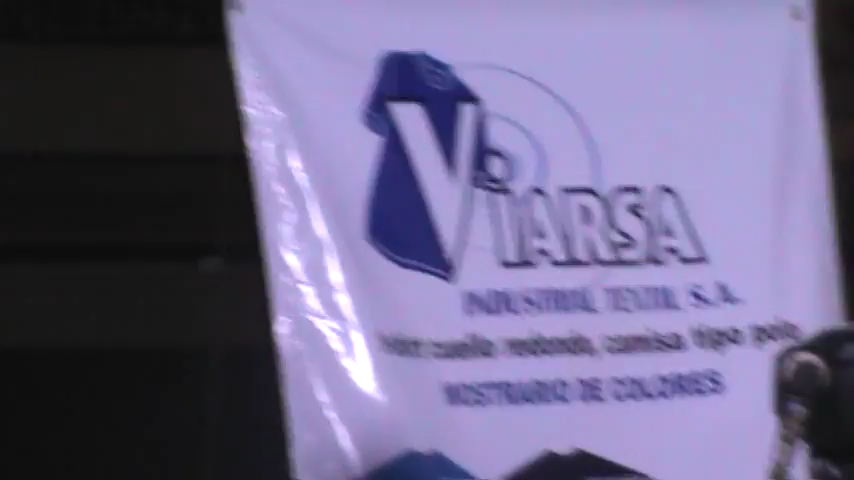 VIARSA
INDUSTRIAL TEXTIL S.A.
cuello redondo, camisa tipo polo
MOSTRARIO DE COLORES